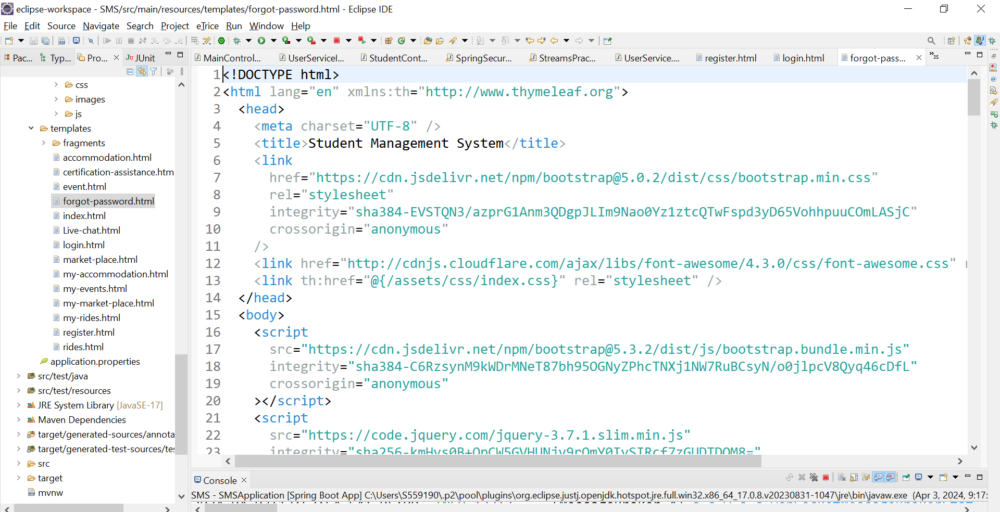 eclipse-workspace - SMS/src/main/resources/templates/forgot-password.html - Eclipse IDE
File Edit Source Navigate Search Project eTrice Run Window Help
Pac... Typ... Pro... JUnit
MainControl... UserServiceI... StudentCont... SpringSecur... StreamsPrac... UserService.... register.html login.html forgot-pass... »35
css
images
js
templates
fragments
accommodation.html
certification-assistance.htm
event.html
forgot-password.html
index.html
Live-chat.html
login.html
market-place.html
my-accommodation.html
my-events.html
my-market-place.html
my-rides.html
register.html
rides.html
application.properties
src/test/java
src/test/resources
JRE System Library [JavaSE-17]
Maven Dependencies
target/generated-sources/annota
target/generated-test-sources/tes
src
target
mvnw
1 <!DOCTYPE html>
2 <html lang="en" xmlns:th="http://www.thymeleaf.org">
3 <head>
4 <meta charset="UTF-8" />
5 <title>Student Management System</title>
6 <link
7 href="https://cdn.jsdelivr.net/npm/bootstrap@5.0.2/dist/css/bootstrap.min.css"
8 rel="stylesheet"
9 integrity="sha384-EVSTQN3/azprG1Anm3QDgpJLIm9Nao0Yz1ztcQTwFspd3yD65VohhpuuCOmLASjC"
10 crossorigin="anonymous"
11 />
12 <link href="http://cdnjs.cloudflare.com/ajax/libs/font-awesome/4.3.0/css/font-awesome.css"
13 <link th:href="@{/assets/css/index.css}" rel="stylesheet" />
14 </head>
15 <body>
16 <script
17 src="https://cdn.jsdelivr.net/npm/bootstrap@5.3.2/dist/js/bootstrap.bundle.min.js"
18 integrity="sha384-C6RzsynM9kWDrMNeT87bh95OGNyZPhcTNXj1NW7RuBCsyN/o0jlpcV8Qyq46cDfL"
19 crossorigin="anonymous"
20 ></script>
21 <script
22 src="https://code.jquery.com/jquery-3.7.1.slim.min.js"
23 integrity="sha256-kmHvs0B+OpCW5GVHUNjv9rOmY0IvSIRcf7zGUDTDQM8="
Console
SMS - SMSApplication [Spring Boot App] C:\Users\S559190\.p2\pool\plugins\org.eclipse.justj.openjdk.hotspot.jre.full.win32.x86_64_17.0.8.v20230831-1047\jre\bin\javaw.exe (Apr 3, 2024, 9:17: